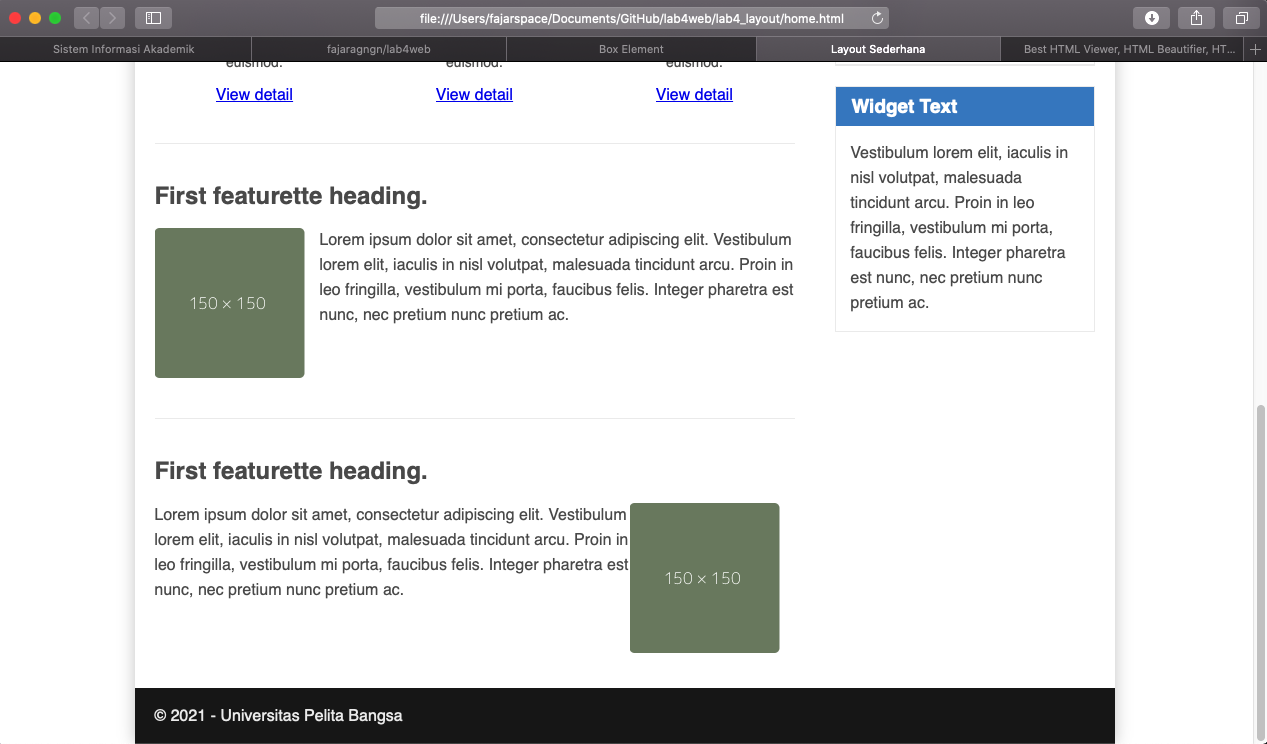 file:///Users/fajarspace/Documents/GitHub/lab4web/lab4_layout/home.html
Sistem Informasi Akademik
fajaragngn/lab4web
Box Element
Layout Sederhana
Best HTML Viewer, HTML Beautifier, HT...
euismod.
euismod.
euismod.
View detail
View detail
View detail
First featurette heading.
150 × 150
Lorem ipsum dolor sit amet, consectetur adipiscing elit. Vestibulum
lorem elit, iaculis in nisl volutpat, malesuada tincidunt arcu. Proin in
leo fringilla, vestibulum mi porta, faucibus felis. Integer pharetra est
nunc, nec pretium nunc pretium ac.
First featurette heading.
Lorem ipsum dolor sit amet, consectetur adipiscing elit. Vestibulum
lorem elit, iaculis in nisl volutpat, malesuada tincidunt arcu. Proin in
leo fringilla, vestibulum mi porta, faucibus felis. Integer pharetra est
nunc, nec pretium nunc pretium ac.
150 × 150
Widget Text
Vestibulum lorem elit, iaculis in
nisl volutpat, malesuada
tincidunt arcu. Proin in leo
fringilla, vestibulum mi porta,
faucibus felis. Integer pharetra
est nunc, nec pretium nunc
pretium ac.
© 2021 - Universitas Pelita Bangsa